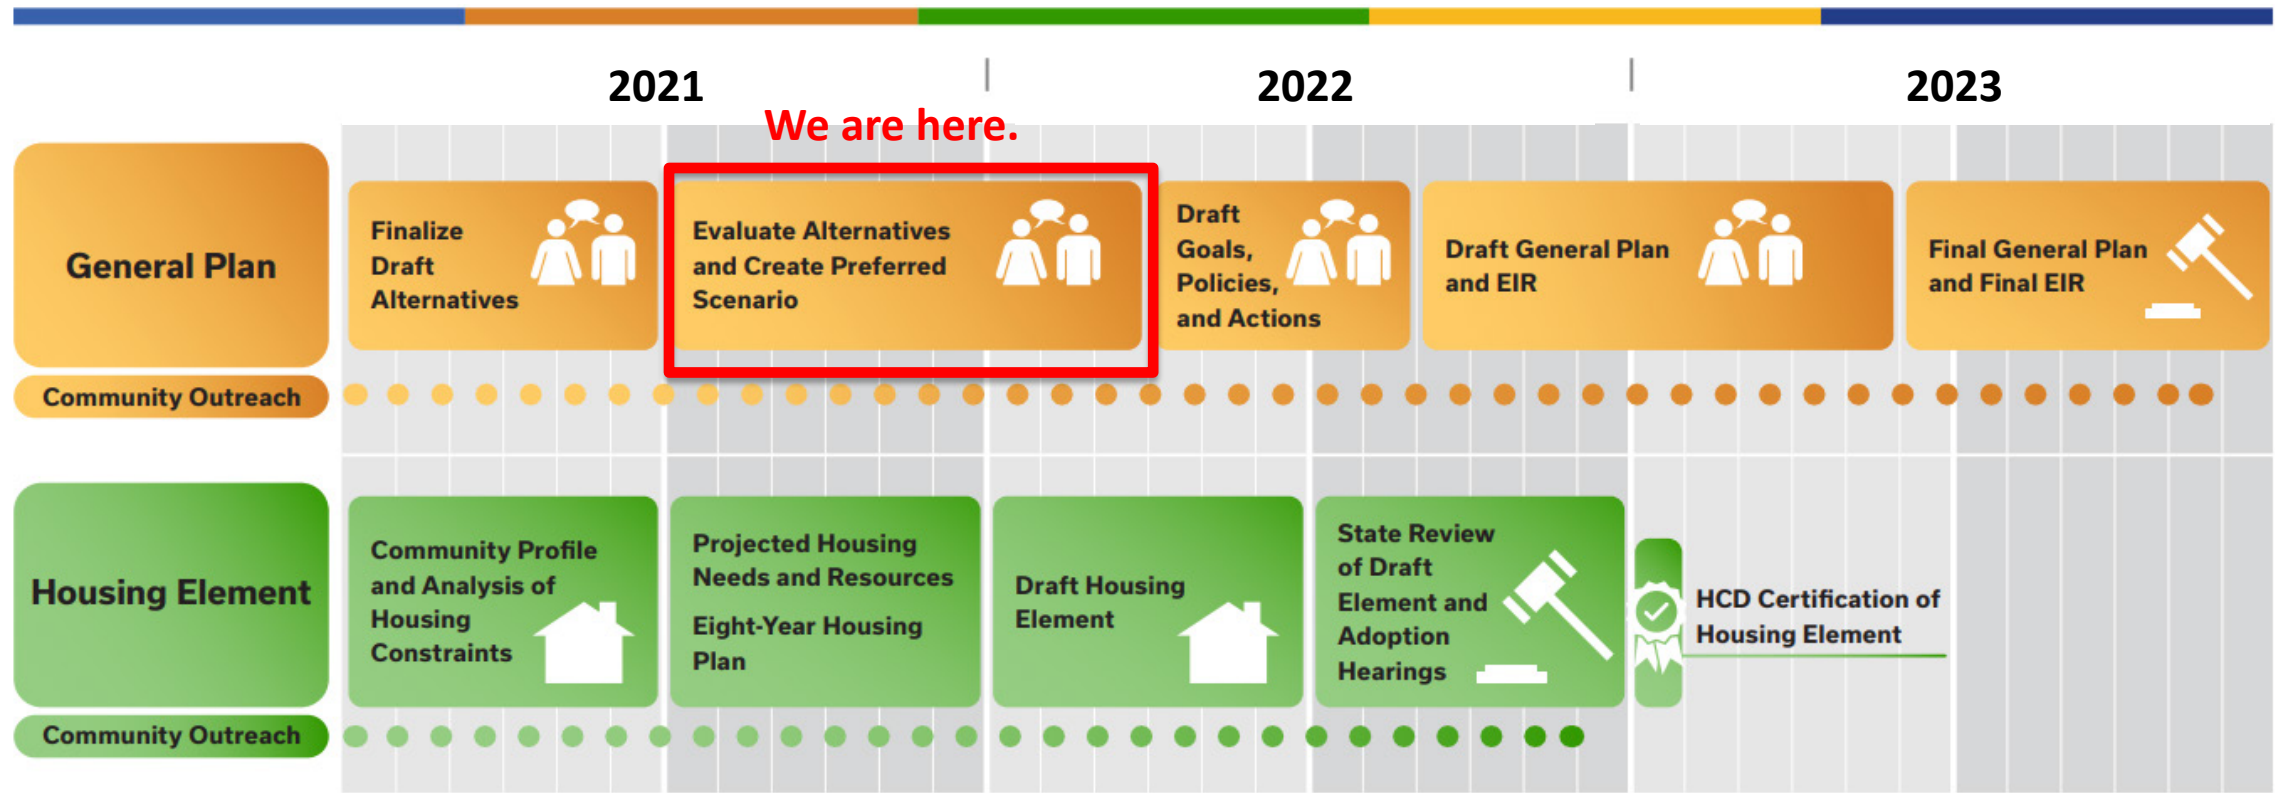 2021
2022
2023
We are here.
General Plan
Finalize
Draft
Alternatives
Evaluate Alternatives
and Create Preferred
Scenario
Draft
Goals,
Policies,
and Actions
Draft General Plan
and EIR
Final General Plan
and Final EIR
Community Outreach
Housing Element
Community Profile
and Analysis of
Housing
Constraints
Projected Housing
Needs and Resources
Eight-Year Housing
Plan
Draft Housing
Element
State Review
of Draft
Element and
Adoption
Hearings
HCD Certification of
Housing Element
Community Outreach